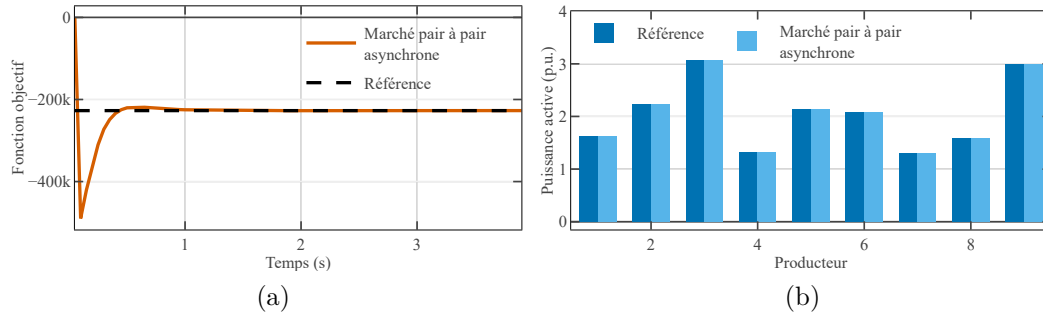 0
−200k
−400k
Fonction objectif
Marché pair à pair
asynchrone
Référence
1
2
3
Temps (s)
(a)
4
3
2
1
0
Puissance active (p.u.)
Référence
Marché pair à pair
asynchrone
2
4
6
8
Producteur
(b)